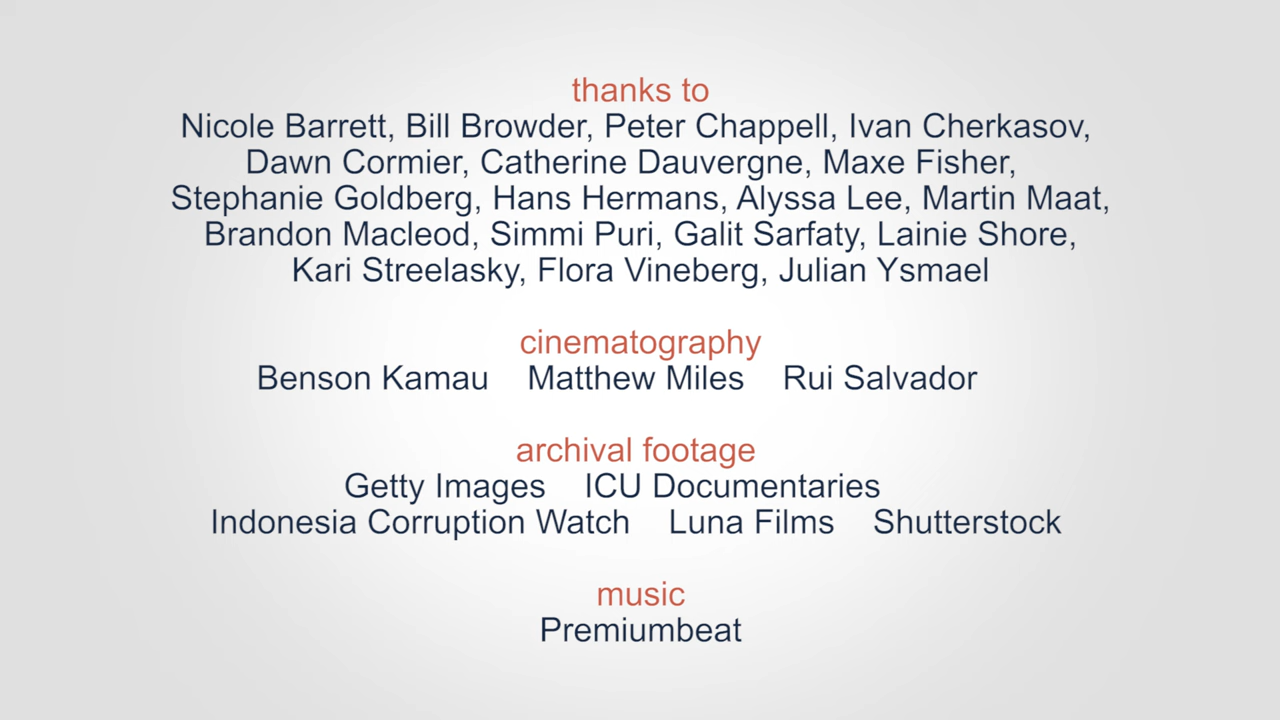 thanks to
Nicole Barrett, Bill Browder, Peter Chappell, Ivan Cherkasov,
Dawn Cormier, Catherine Dauvergne, Maxe Fisher,
Stephanie Goldberg, Hans Hermans, Alyssa Lee, Martin Maat,
Brandon Macleod, Simmi Puri, Galit Sarfaty, Lainie Shore,
Kari Streelasky, Flora Vineberg, Julian Ysmael
cinematography
Benson Kamau Matthew Miles Rui Salvador
archival footage
Getty Images ICU Documentaries
Indonesia Corruption Watch Luna Films Shutterstock
music
Premiumbeat